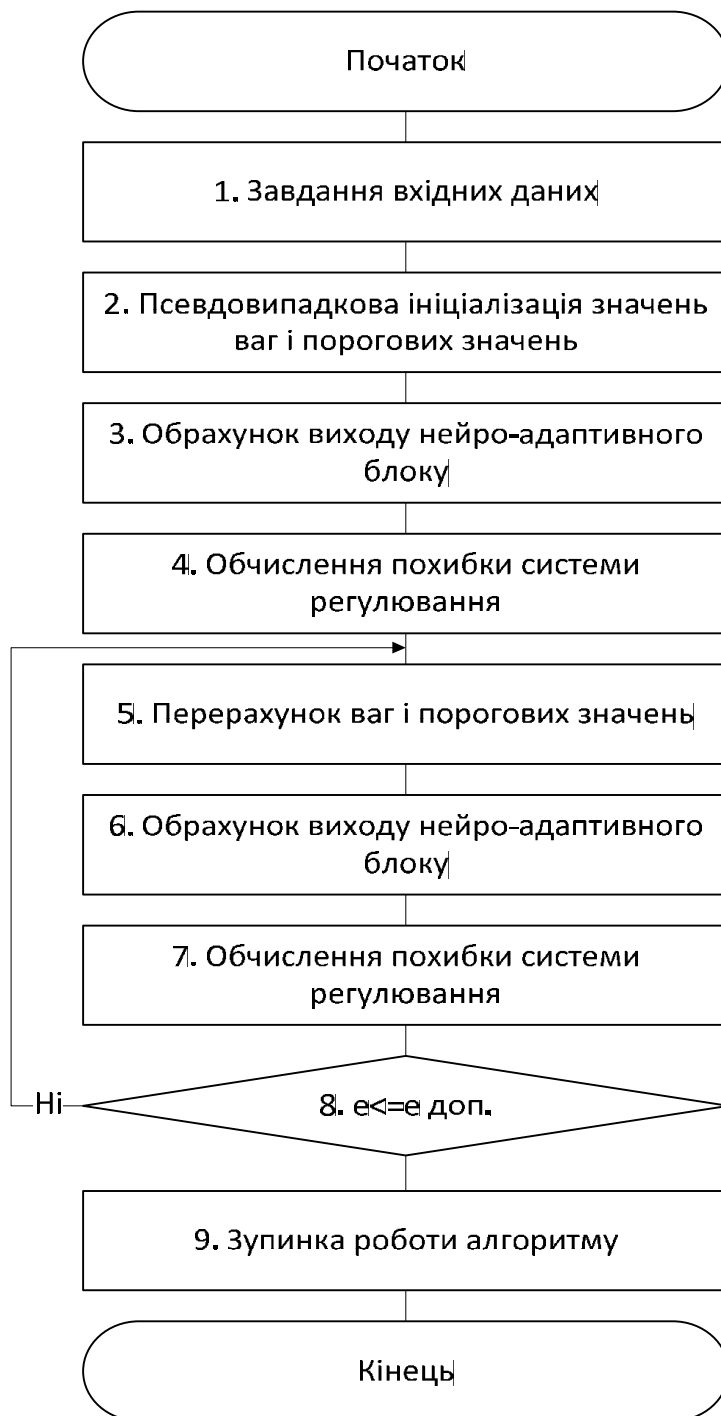 Початок
1. Завдання вхідних даних
2. Псевдовипадкова ініціалізація значень
ваг і порогових значень
3. Обрахунок виходу нейро-адаптивного
блоку
4. Обчислення похибки системи
регулювання
5. Перерахунок ваг і порогових значень
6. Обрахунок виходу нейро-адаптивного
блоку
7. Обчислення похибки системи
регулювання
Ні
8. e<=e доп.
9. Зупинка роботи алгоритму
Кінець